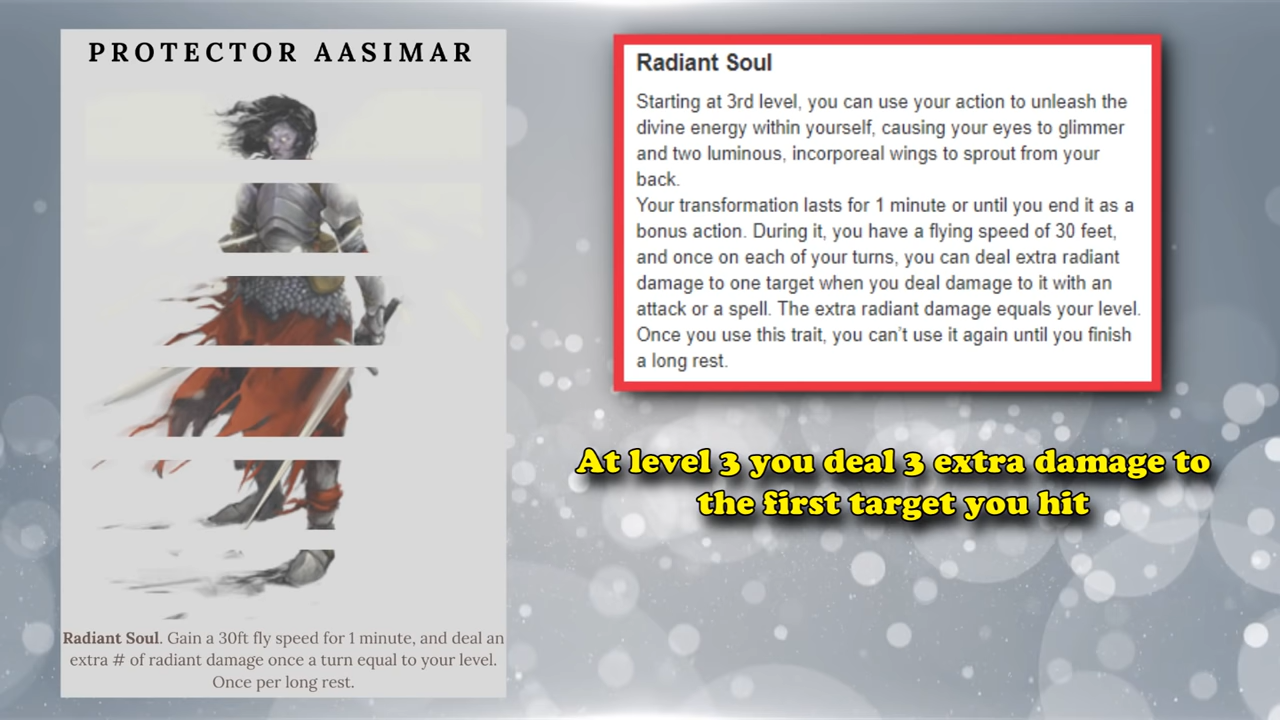 PROTECTOR AASIMAR
Radiant Soul. Gain a 30ft fly speed for 1 minute, and deal an
extra # of radiant damage once a turn equal to your level.
Once per long rest.
Radiant Soul
Starting at 3rd level, you can use your action to unleash the
divine energy within yourself, causing your eyes to glimmer
and two luminous, incorporeal wings to sprout from your
back.
Your transformation lasts for 1 minute or until you end it as a
bonus action. During it, you have a flying speed of 30 feet,
and once on each of your turns, you can deal extra radiant
damage to one target when you deal damage to it with an
attack or a spell. The extra radiant damage equals your level.
Once you use this trait, you can't use it again until you finish
a long rest.
At level 3 you deal 3 extra damage to
the first target you hit